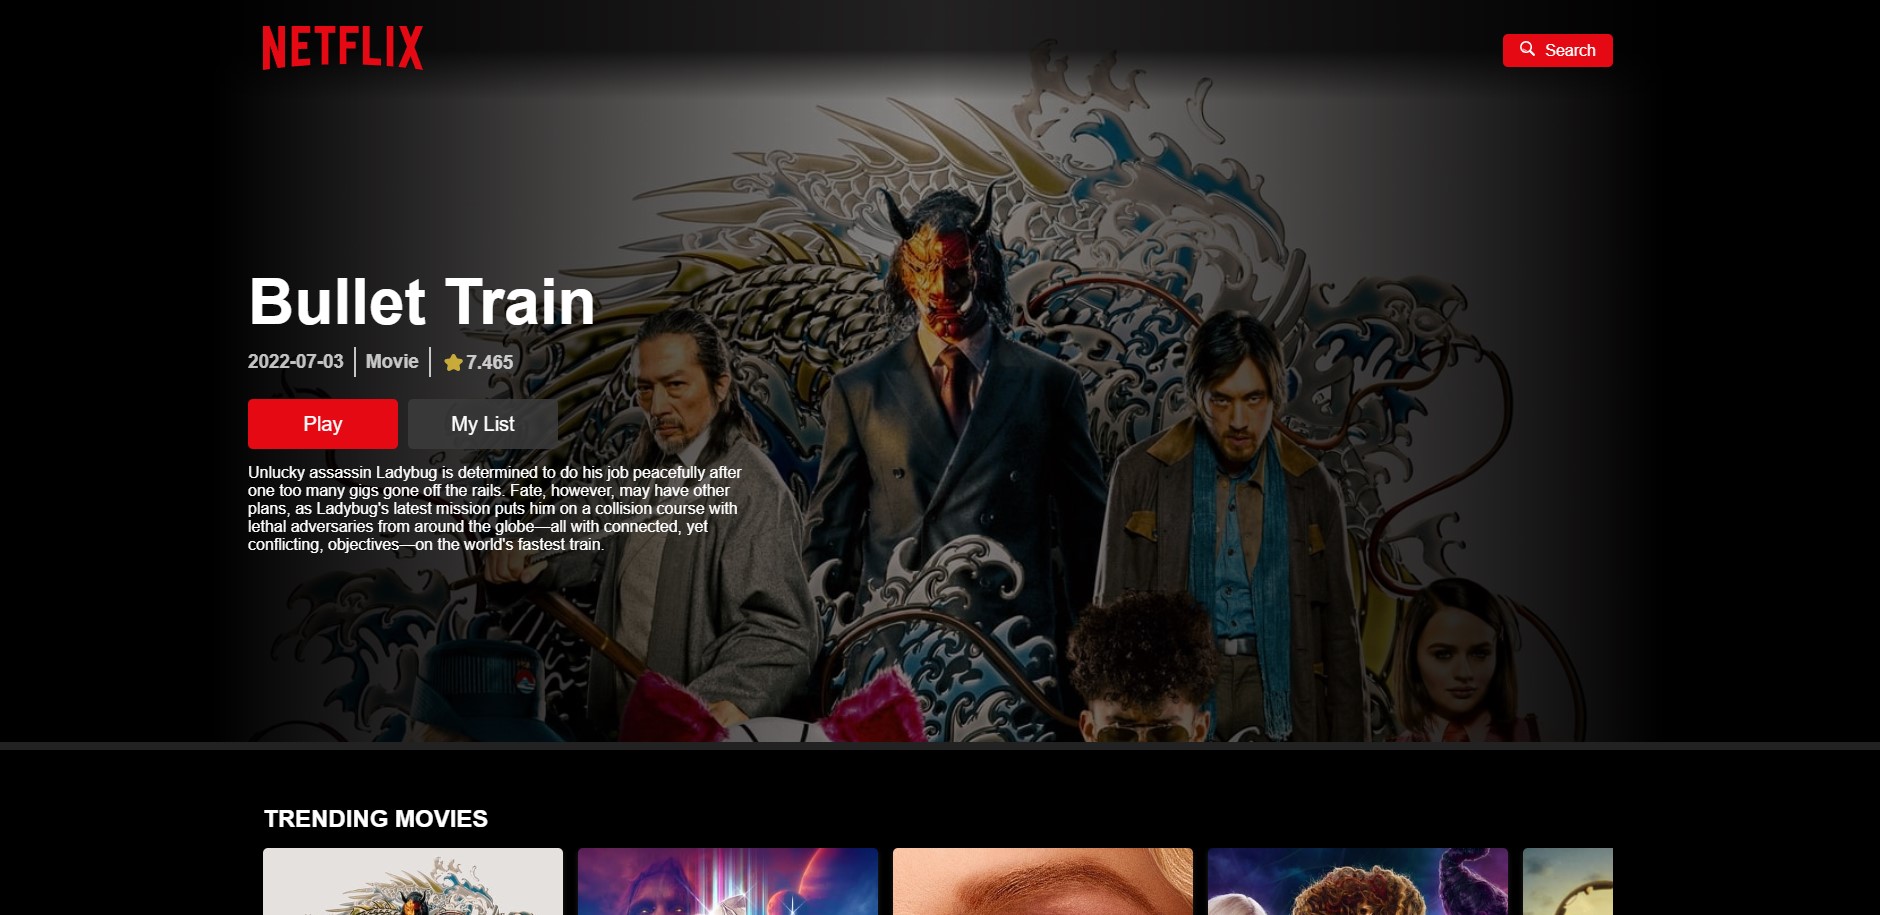 NETFLIX
Search
Bullet Train
2022-07-03 Movie 7.465
Play My List
Unlucky assassin Ladybug is determined to do his job peacefully after
one too many gigs gone off the rails. Fate, however, may have other
plans, as Ladybug's latest mission puts him on a collision course with
lethal adversaries from around the globe—all with connected, yet
conflicting, objectives—on the world's fastest train.
TRENDING MOVIES